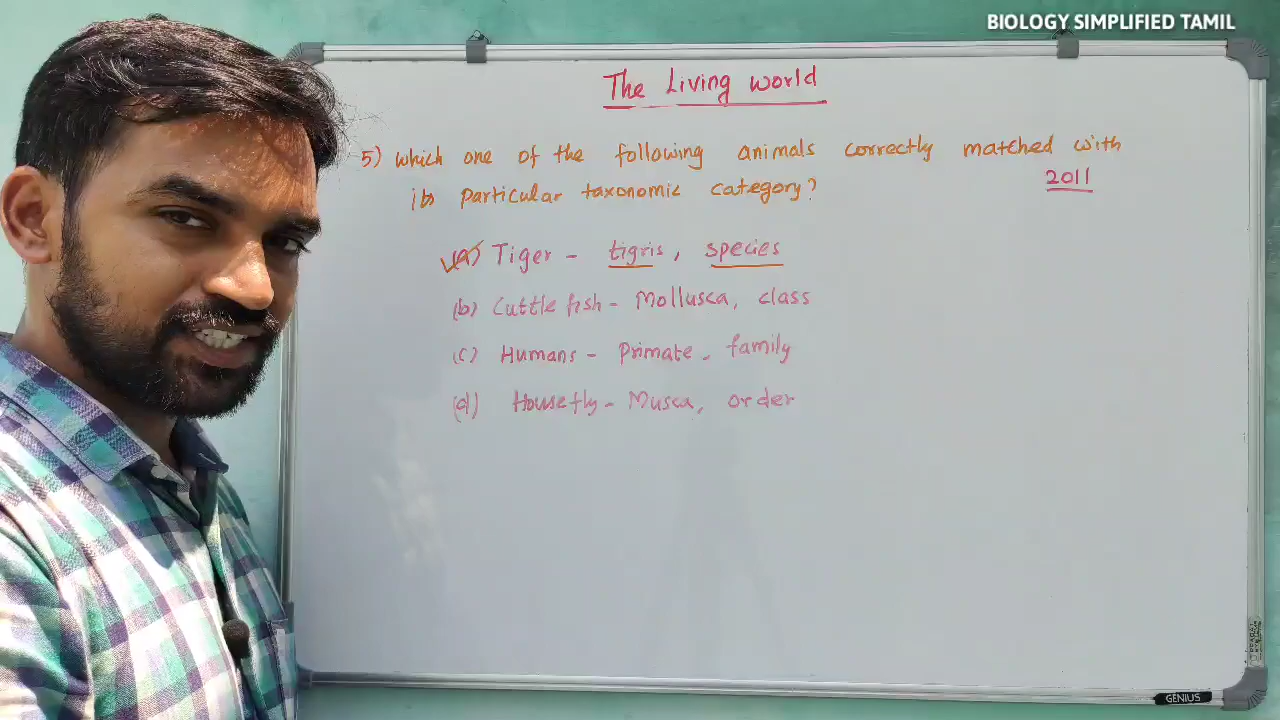 BIOLOGY SIMPLIFIED TAMIL
The Living world
5) Which one of the following animals correctly matched with
its particular taxonomic category?
2011
(a) Tiger - tigris, species
(b) Cuttle fish - Mollusca, class
(c) Humans - Primate, family
(d) Housefly - Musca, order
GENIUS